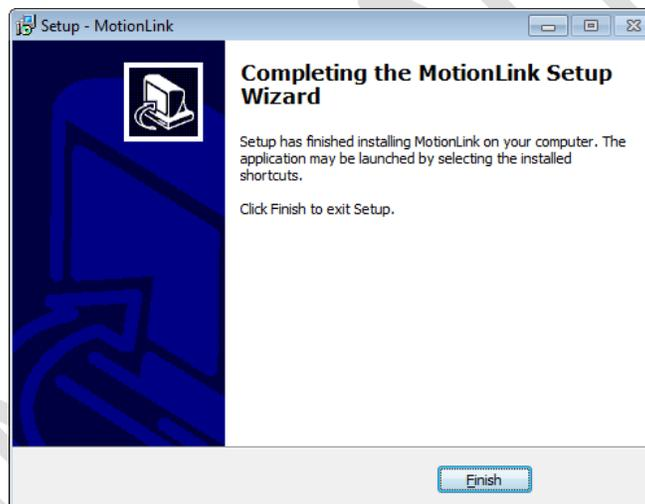 Setup - MotionLink
Completing the MotionLink Setup
Wizard
Setup has finished installing MotionLink on your computer. The
application may be launched by selecting the installed
shortcuts.
Click Finish to exit Setup.
Finish